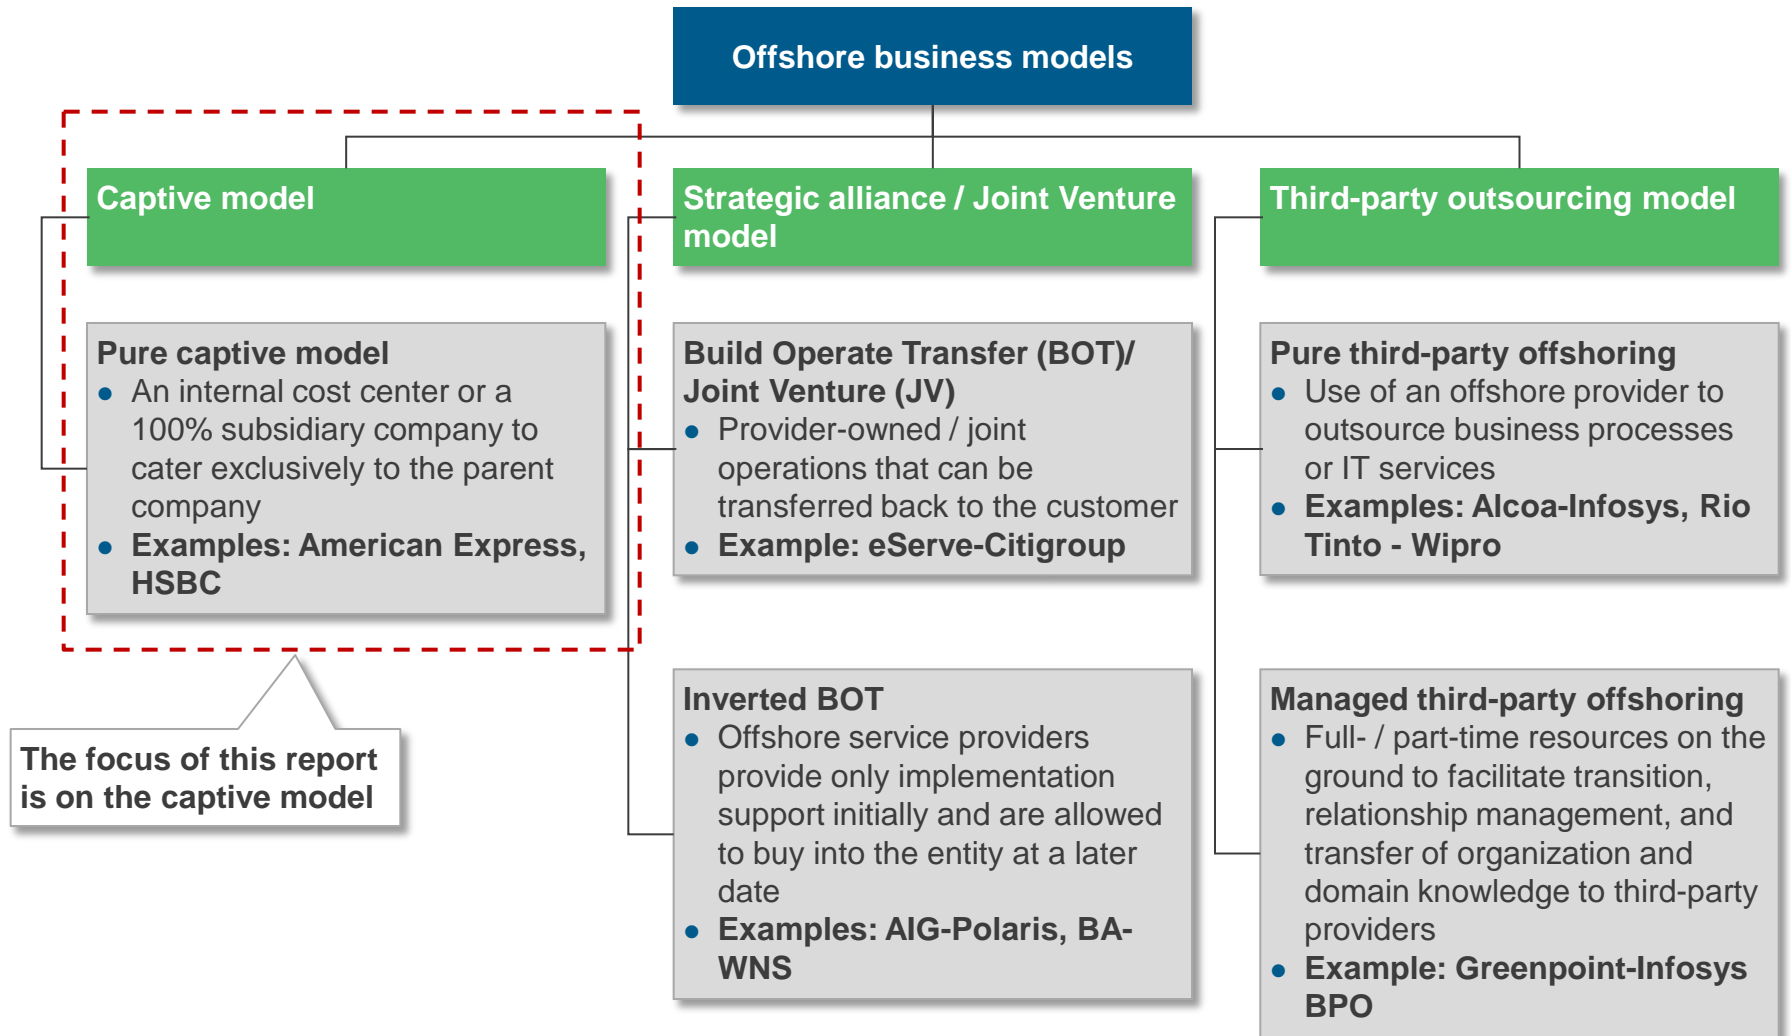 Offshore business models
Captive model
Pure captive model
● An internal cost center or a
100% subsidiary company to
cater exclusively to the parent
company
● Examples: American Express,
HSBC
The focus of this report
is on the captive model
Strategic alliance / Joint Venture
model
Build Operate Transfer (BOT)/
Joint Venture (JV)
● Provider-owned / joint
operations that can be
transferred back to the customer
● Example: eServe-Citigroup
Inverted BOT
● Offshore service providers
provide only implementation
support initially and are allowed
to buy into the entity at a later
date
● Examples: AIG-Polaris, BA-
WNS
Third-party outsourcing model
Pure third-party offshoring
● Use of an offshore provider to
outsource business processes
or IT services
● Examples: Alcoa-Infosys, Rio
Tinto - Wipro
Managed third-party offshoring
● Full- / part-time resources on the
ground to facilitate transition,
relationship management, and
transfer of organization and
domain knowledge to third-party
providers
● Example: Greenpoint-Infosys
BPO